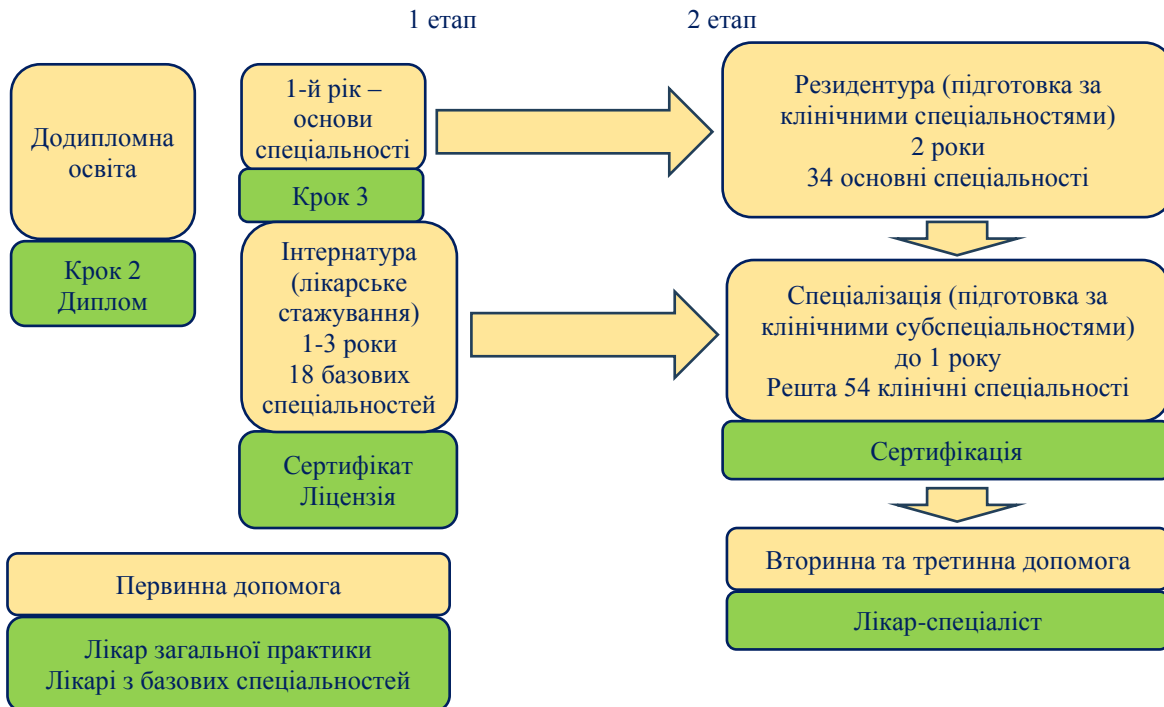 1 етап
2 етап
Додипломна
освіта
Крок 2
Диплом
1-й рік –
основи
спеціальності
Крок 3
Інтернатура
(лікарське
стажування)
1-3 роки
18 базових
спеціальностей
Сертифікат
Ліцензія
Резидентура (підготовка за
клінічними спеціальностями)
2 роки
34 основні спеціальності
Спеціалізація (підготовка за
клінічними субспеціальностями)
до 1 року
Решта 54 клінічні спеціальності
Сертифікація
Первинна допомога
Лікар загальної практики
Лікарі з базових спеціальностей
Вторинна та третинна допомога
Лікар-спеціаліст